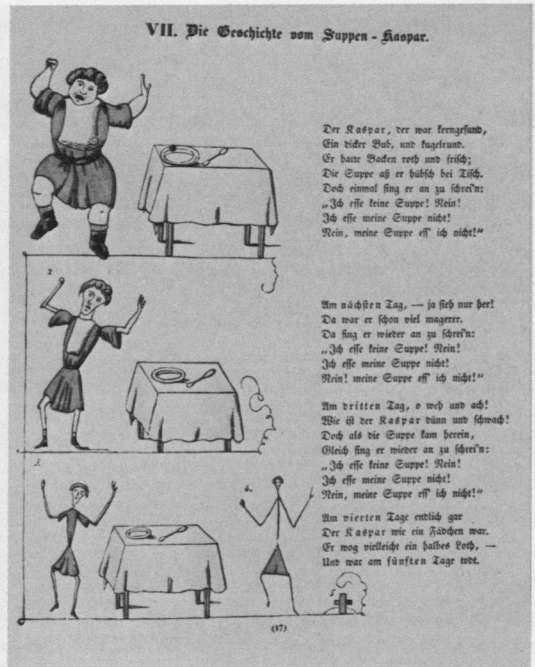 VII. Die Geschichte vom Suppen-Kaspar.
Der Kaspar, der war kerngesund,
Ein dicker Bub, und kugelrund.
Er hatte Backen roth und frisch;
Die Suppe aß er hübsch bei Tisch.
Doch einmal fing er an zu schrei'n:
„Ich esse keine Suppe! Nein!
Ich esse meine Suppe nicht!
Nein, meine Suppe ess' ich nicht!“
2
Am nächsten Tag, — ja sieh nur her!
Da war er schon viel magerer.
Da fing er wieder an zu schrei'n:
„Ich esse keine Suppe! Nein!
Ich esse meine Suppe nicht!
Nein! meine Suppe ess' ich nicht!“
3.
Am dritten Tag, o weh und ach!
Wie ist der Kaspar dünn und schwach!
Doch als die Suppe kam herein,
Gleich fing er wieder an zu schrei'n:
„Ich esse keine Suppe! Nein!
Ich esse meine Suppe nicht!
Nein, meine Suppe ess' ich nicht!“
4.
Am vierten Tage endlich gar
Der Kaspar wie ein Fädchen war.
Er wog vielleicht ein halbes Loth, —
Und war am fünften Tage todt.
(17)